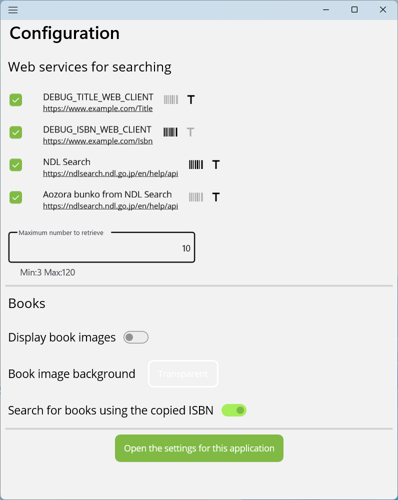 Configuration
Web services for searching
DEBUG_TITLE_WEB_CLIENT
https://www.example.com/Title
DEBUG_ISBN_WEB_CLIENT
https://www.example.com/Isbn
NDL Search
https://ndlsearch.ndl.go.jp/en/help/api
Aozora bunko from NDL Search
https://ndlsearch.ndl.go.jp/en/help/api
Maximum number to retrieve
10
Min:3 Max:120
Books
Display book images
Book image background Transparent
Search for books using the copied ISBN
Open the settings for this application